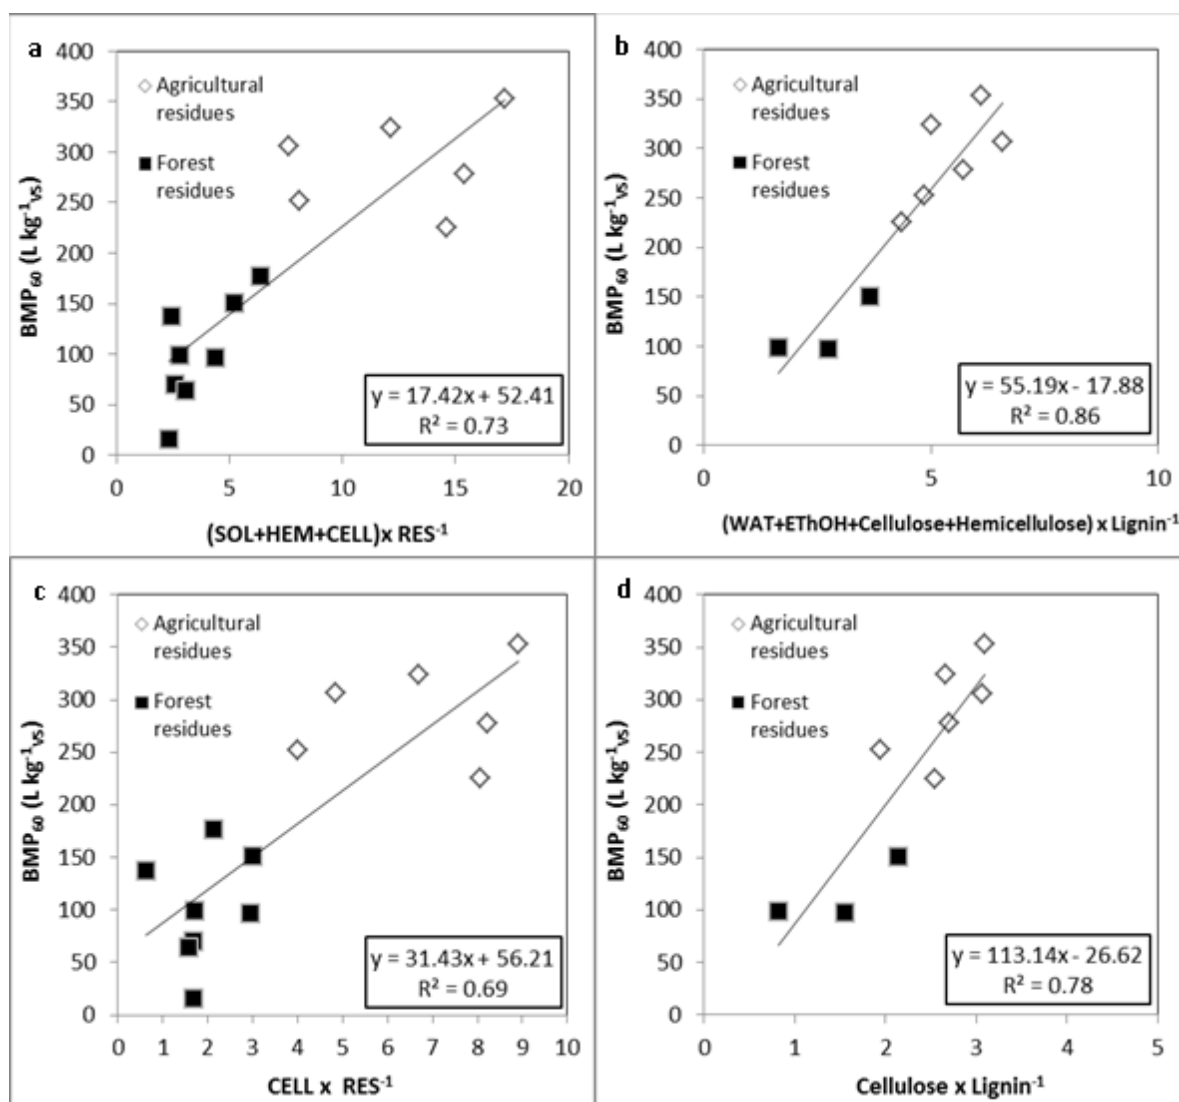 a
400
350
300
250
200
150
100
50
0
BMP60 (L kg-1VS)
Agricultural
residues
Forest
residues
y = 17.42x + 52.41
R² = 0.73
0 5 10 15 20
(SOL+HEM+CELL)x RES-1
b
400
350
300
250
200
150
100
50
0
BMP60 (L kg-1VS)
Agricultural
residues
Forest
residues
y = 55.19x - 17.88
R² = 0.86
0 5 10
(WAT+EThOH+Cellulose+Hemicellulose) x Lignin-1
c
400
350
300
250
200
150
100
50
0
BMP60 (L kg-1VS)
Agricultural
residues
Forest
residues
y = 31.43x + 56.21
R² = 0.69
0 1 2 3 4 5 6 7 8 9 10
CELL x RES-1
d
400
350
300
250
200
150
100
50
0
BMP60 (L kg-1VS)
Agricultural
residues
Forest
residues
y = 113.14x - 26.62
R² = 0.78
0 1 2 3 4 5
Cellulose x Lignin-1